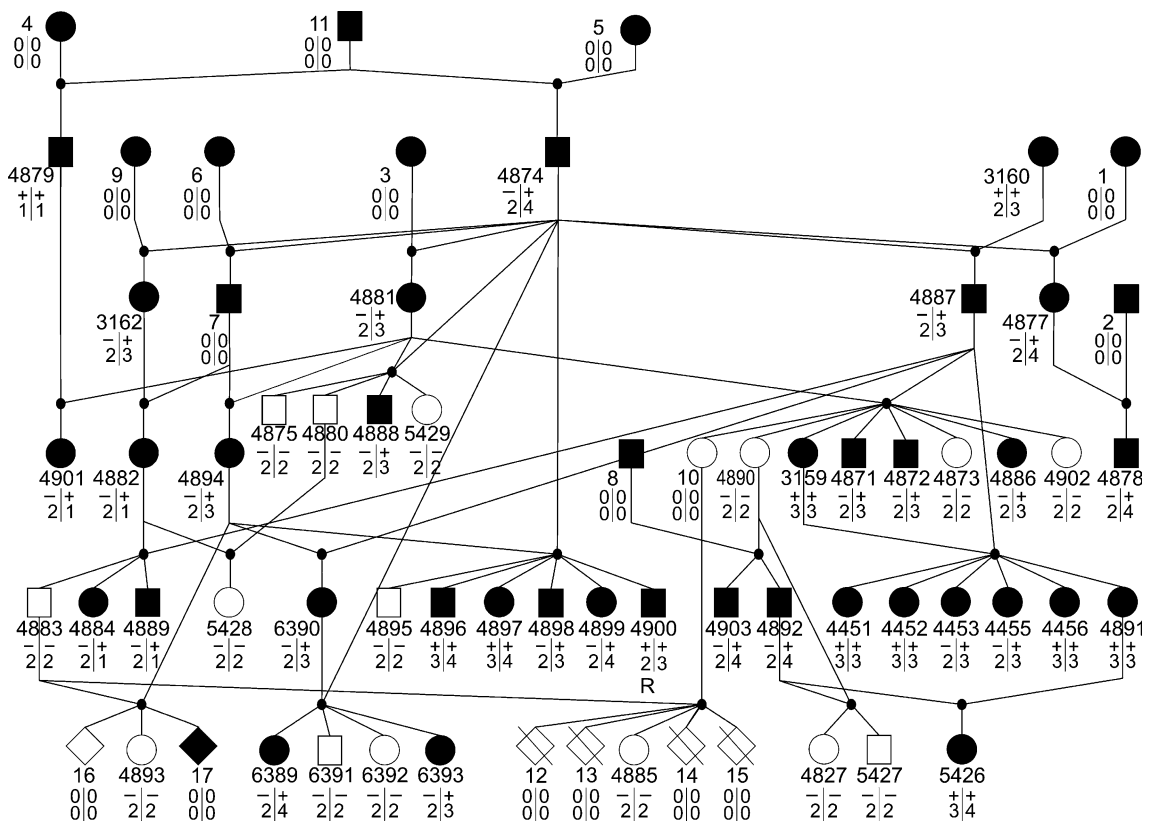 4 11 5
0|0 0|0 0|0
0|0 0|0 0|0
4879 9 6 3 4874 3160 1
+|+ 0|0 0|0 0|0 –|+ +|+ 0|0
1|1 0|0 0|0 0|0 2|4 2|3 0|0
3162 7 4881 4887 4877 2
–|+ 0|0 –|+ –|+ –|+ 0|0
2|3 0|0 2|3 2|3 2|4 0|0
4875 4880 4888 5429
–|– –|– –|+ –|–
2|2 2|2 2|3 2|2
4901 4882 4894 8 10 4890 3159 4871 4872 4873 4886 4902 4878
–|+ –|+ –|+ 0|0 0|0 –|– +|+ –|+ –|+ –|– –|+ –|– –|+
2|1 2|1 2|3 0|0 0|0 2|2 3|3 2|3 2|3 2|2 2|3 2|2 2|4
4883 4884 4889 5428 6390 4895 4896 4897 4898 4899 4900 4903 4892 4451 4452 4453 4455 4456 4891
–|– –|+ –|+ –|– –|+ –|– +|+ +|+ –|+ –|+ +|+ –|+ –|+ +|+ +|+ –|+ –|+ +|+ +|+
2|2 2|1 2|1 2|2 2|3 2|2 3|4 3|4 2|3 2|4 2|3 2|4 2|4 3|3 3|3 2|3 2|3 3|3 3|3
R
16 4893 17 6389 6391 6392 6393 12 13 4885 14 15 4827 5427 5426
0|0 –|– 0|0 –|+ –|– –|– –|+ 0|0 0|0 –|– 0|0 0|0 –|– –|– +|+
0|0 2|2 0|0 2|4 2|2 2|2 2|3 0|0 0|0 2|2 0|0 0|0 2|2 2|2 3|4